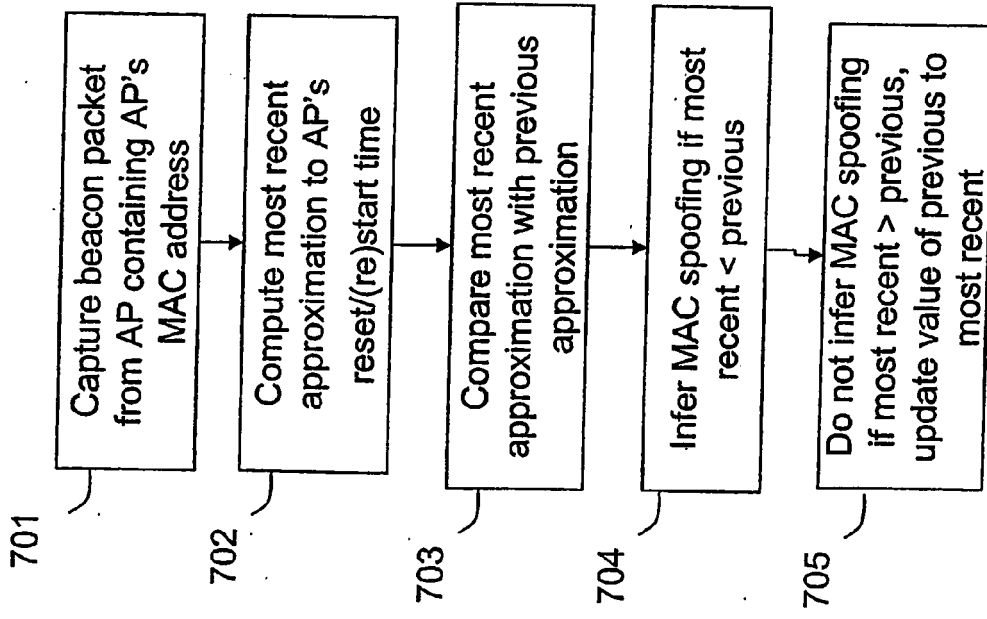 701
Capture beacon packet
from AP containing AP's
MAC address
702
Compute most recent
approximation to AP's
reset/(re)start time
703
Compare most recent
approximation with previous
approximation
704
Infer MAC spoofing if most
recent < previous
705
Do not infer MAC spoofing
if most recent > previous,
update value of previous to
most recent